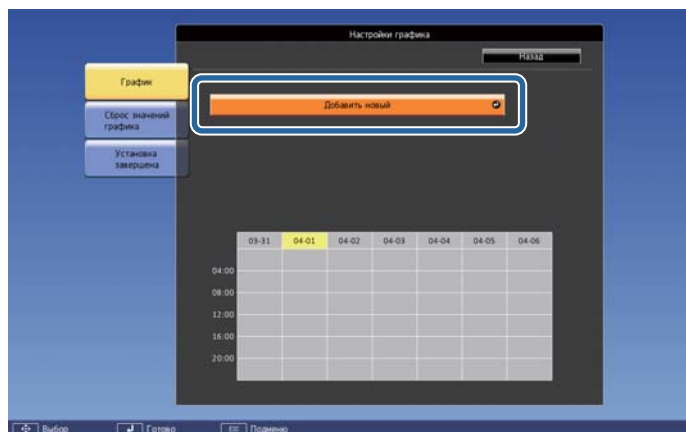 Настройки графика
Назад
График
Добавить новый
Сброс значений
графика
Установка
завершена
03-31 04-01 04-02 04-03 04-04 04-05 04-06
04:00
08:00
12:00
16:00
20:00
Выбор Готово Подменю